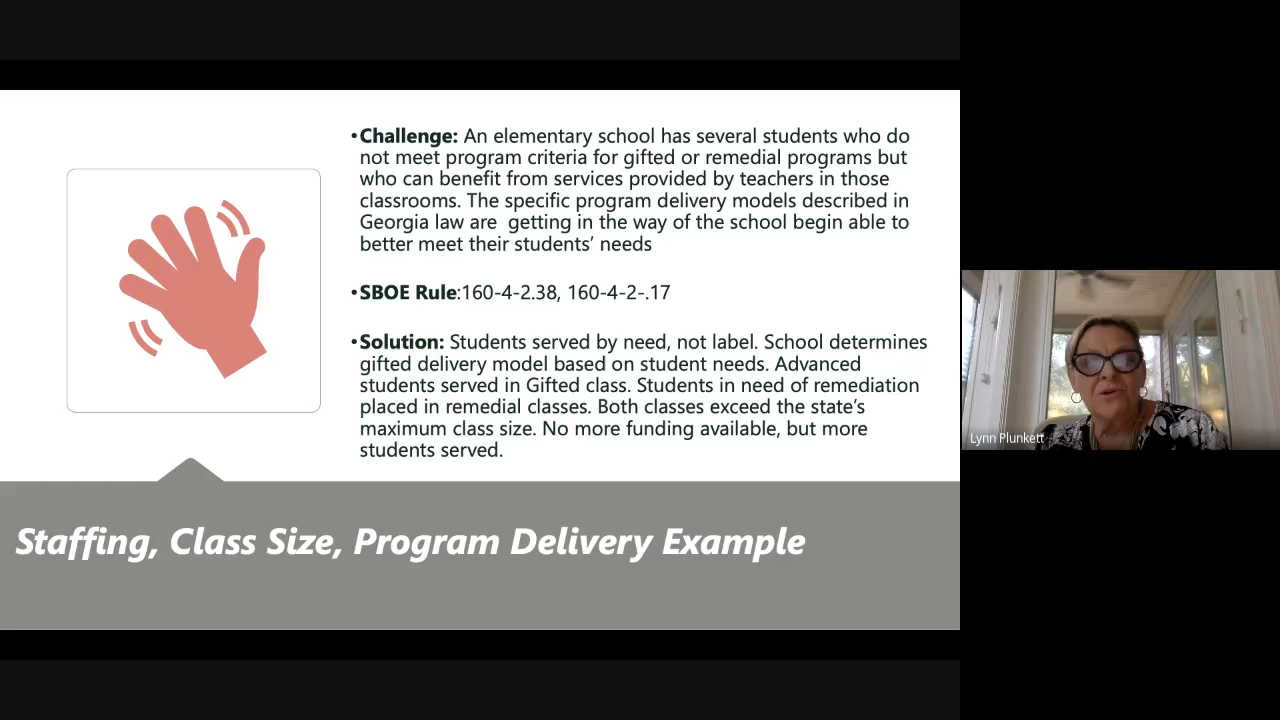 •Challenge: An elementary school has several students who do
not meet program criteria for gifted or remedial programs but
who can benefit from services provided by teachers in those
classrooms. The specific program delivery models described in
Georgia law are  getting in the way of the school begin able to
better meet their students’ needs
•SBOE Rule:160-4-2.38, 160-4-2-.17
•Solution: Students served by need, not label. School determines
gifted delivery model based on student needs. Advanced
students served in Gifted class. Students in need of remediation
placed in remedial classes. Both classes exceed the state’s
maximum class size. No more funding available, but more
students served.
Staffing, Class Size, Program Delivery Example
Lynn Plunkett